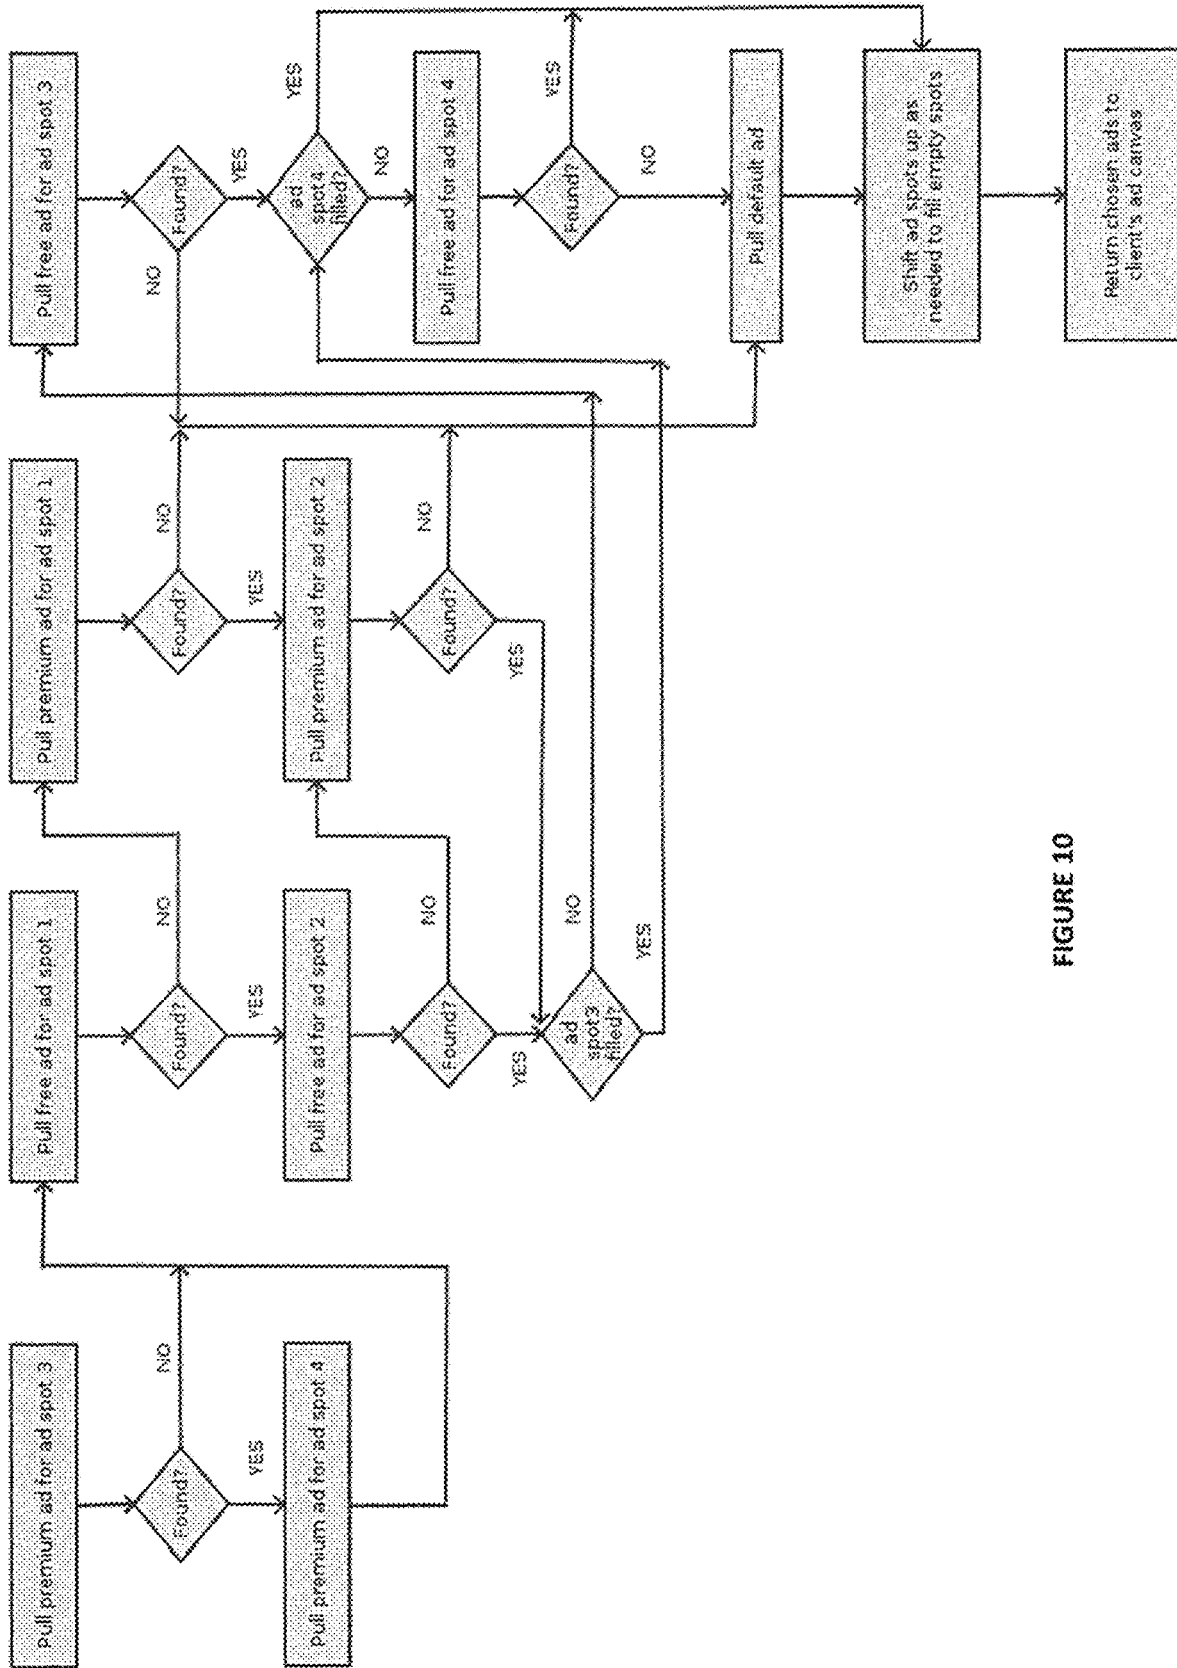 Pull premium ad for ad spot 3
Found?
NO
YES
Pull premium ad for ad spot 4
Pull free ad for ad spot 1
Found?
NO
YES
Pull free ad for ad spot 2
Found?
NO
YES
ad
spot3
filled?
NO
YES
Pull premium ad for ad spot 1
Found?
NO
YES
Pull premium ad for ad spot 2
Found?
NO
YES
Pull free ad for ad spot 3
Found?
NO
YES
ad
spot4
filled?
YES
NO
Pull free ad for ad spot 4
Found?
YES
NO
pull default ad
Shift ad spots up as
needed to fill empty spots
Return chosen ads to
client's ad canvas
FIGURE 10